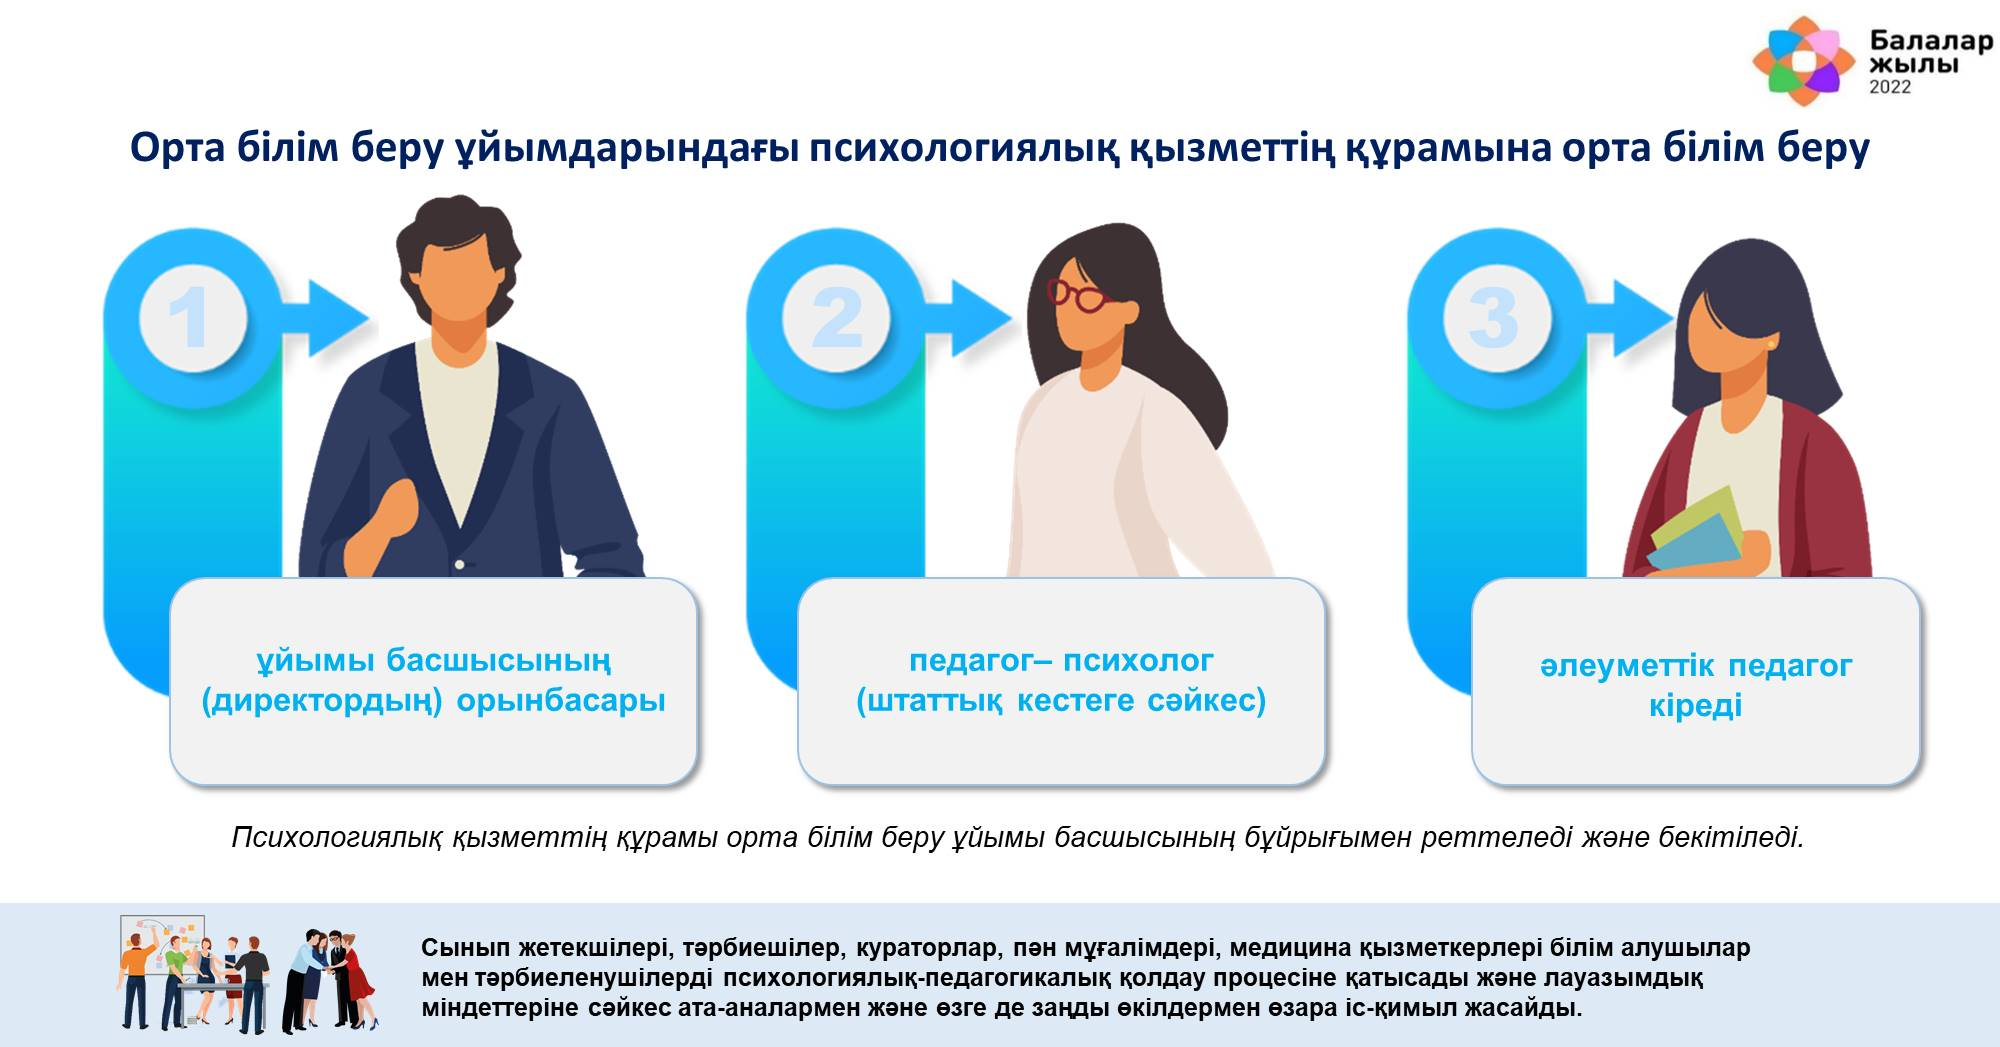 Балалар
жылы
2022
Орта білім беру ұйымдарындағы психологиялық қызметтің құрамына орта білім беру
1
2
3
ұйымы басшысының
(директордың) орынбасары
педагог– психолог
(штаттық кестеге сәйкес)
әлеуметтік педагог
кіреді
Психологиялық қызметтің құрамы орта білім беру ұйымы басшысының бұйрығымен реттеледі және бекітіледі.
Сынып жетекшілері, тәрбиешілер, кураторлар, пән мұғалімдері, медицина қызметкерлері білім алушылар
мен тәрбиеленушілерді психологиялық-педагогикалық қолдау процесіне қатысады және лауазымдық
міндеттеріне сәйкес ата-аналармен және өзге де заңды өкілдермен өзара іс-қимыл жасайды.